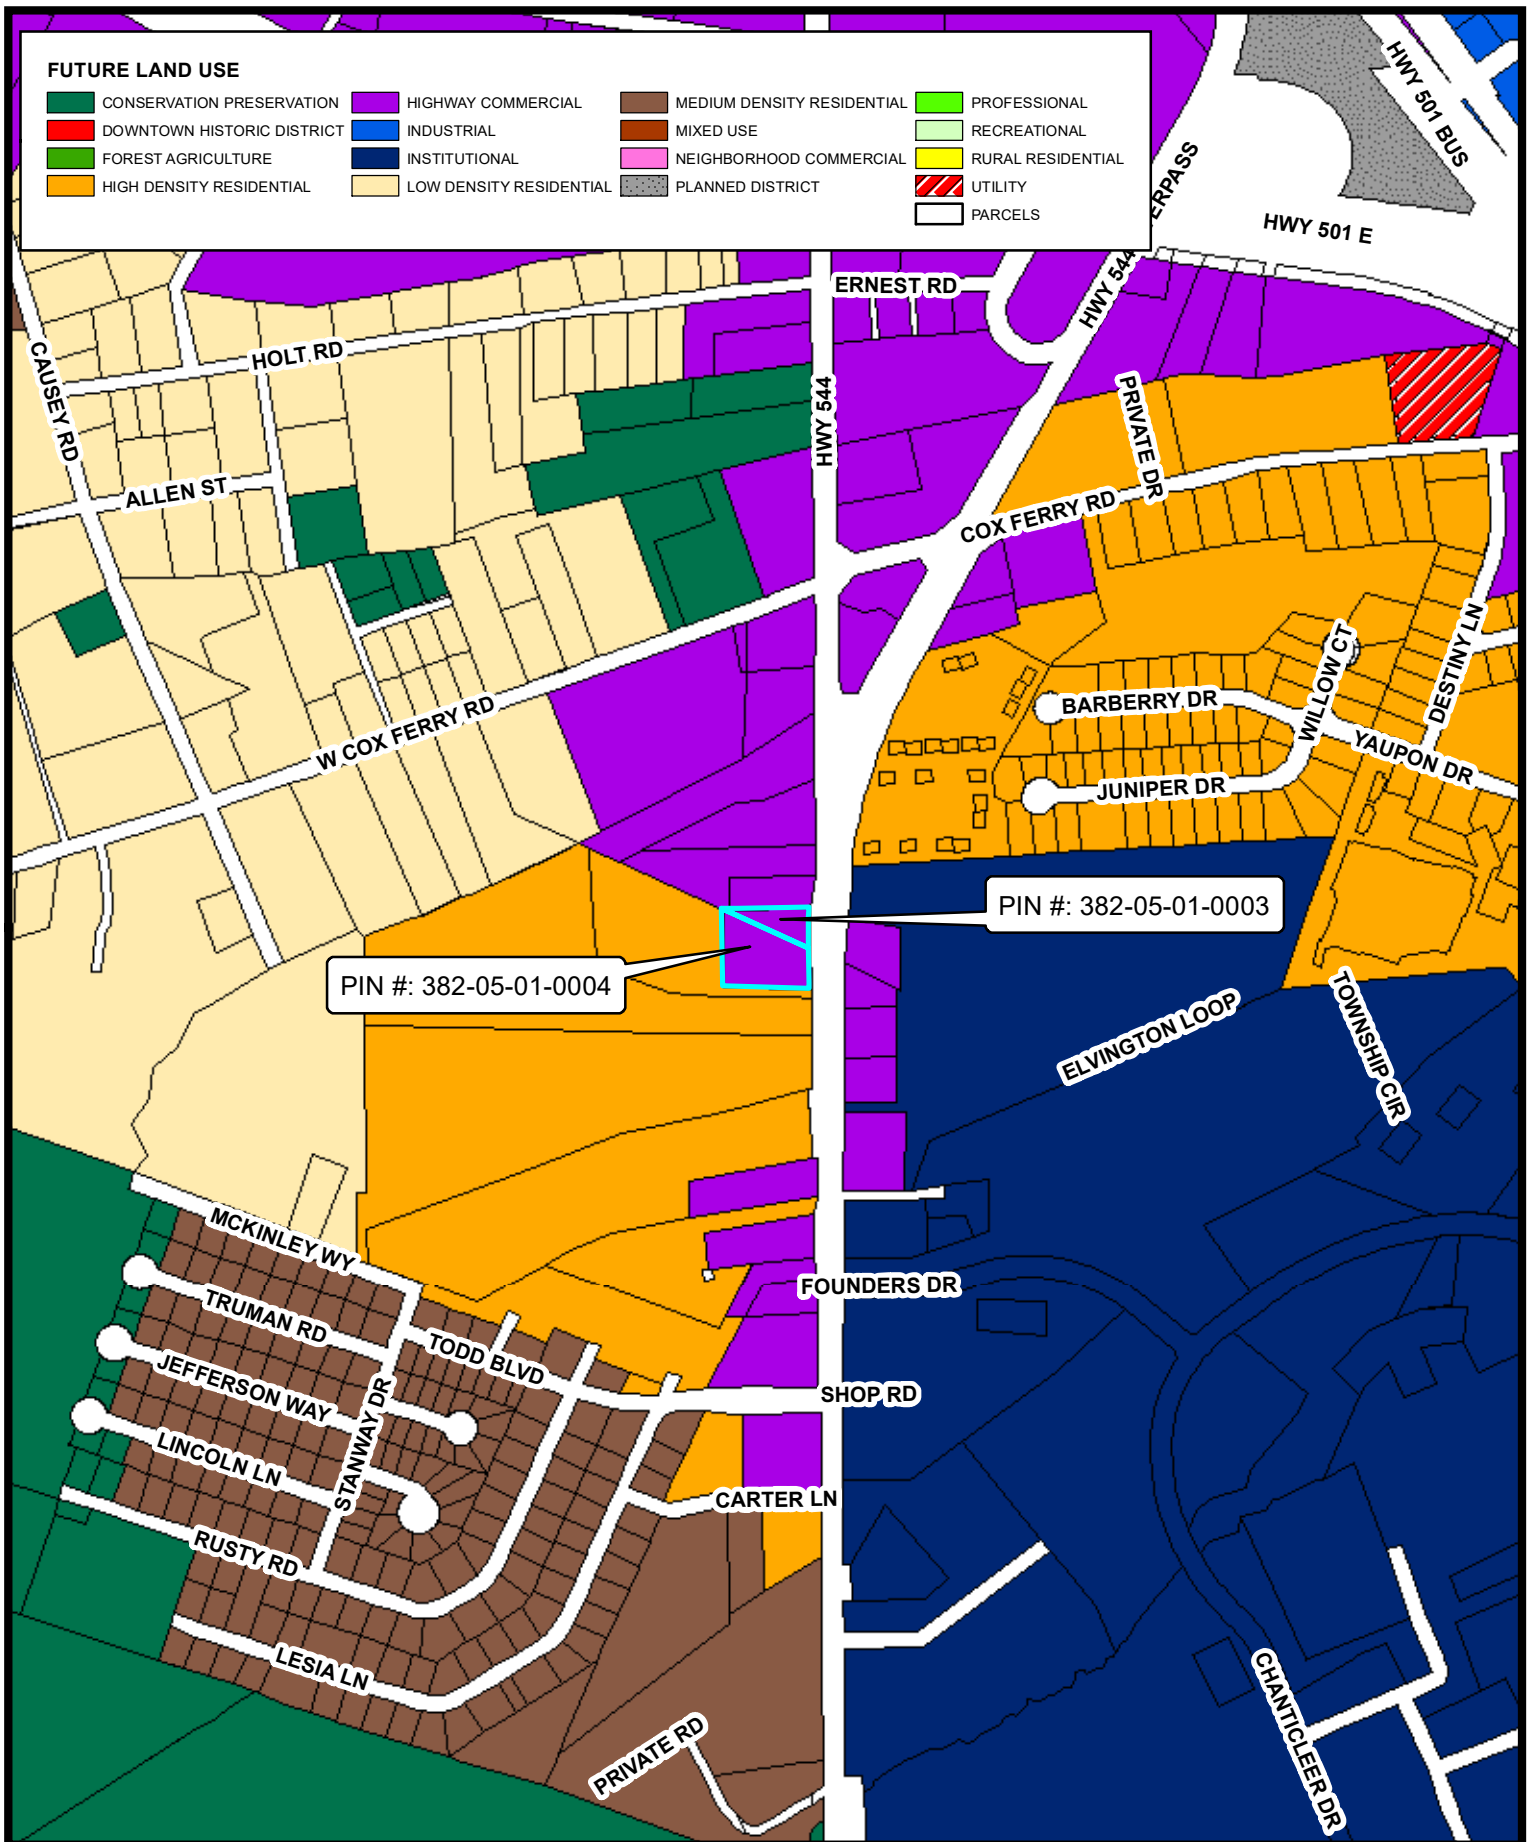 FUTURE LAND USE
CONSERVATION PRESERVATION
DOWNTOWN HISTORIC DISTRICT
FOREST AGRICULTURE
HIGH DENSITY RESIDENTIAL
HIGHWAY COMMERCIAL
INDUSTRIAL
INSTITUTIONAL
LOW DENSITY RESIDENTIAL
MEDIUM DENSITY RESIDENTIAL
MIXED USE
NEIGHBORHOOD COMMERCIAL
PLANNED DISTRICT
PROFESSIONAL
RECREATIONAL
RURAL RESIDENTIAL
UTILITY
PARCELS
HWY 501 BUS
ERPASS
HWY 501 E
HWY 544
ERNEST RD
HOLT RD
CAUSEY RD
HWY 544
PRIVATE DR
ALLEN ST
COX FERRY RD
DESTINY LN
WILLOW CT
BARBERRY DR
W COX FERRY RD
YAUPON DR
JUNIPER DR
PIN #: 382-05-01-0003
PIN #: 382-05-01-0004
ELVINGTON LOOP
TOWNSHIP CIR
MCKINLEY WY
FOUNDERS DR
TRUMAN RD
TODD BLVD
JEFFERSON WAY
STANWAY DR
SHOP RD
LINCOLN LN
CARTER LN
RUSTY RD
LESIA LN
CHANTICLEER DR
PRIVATE RD